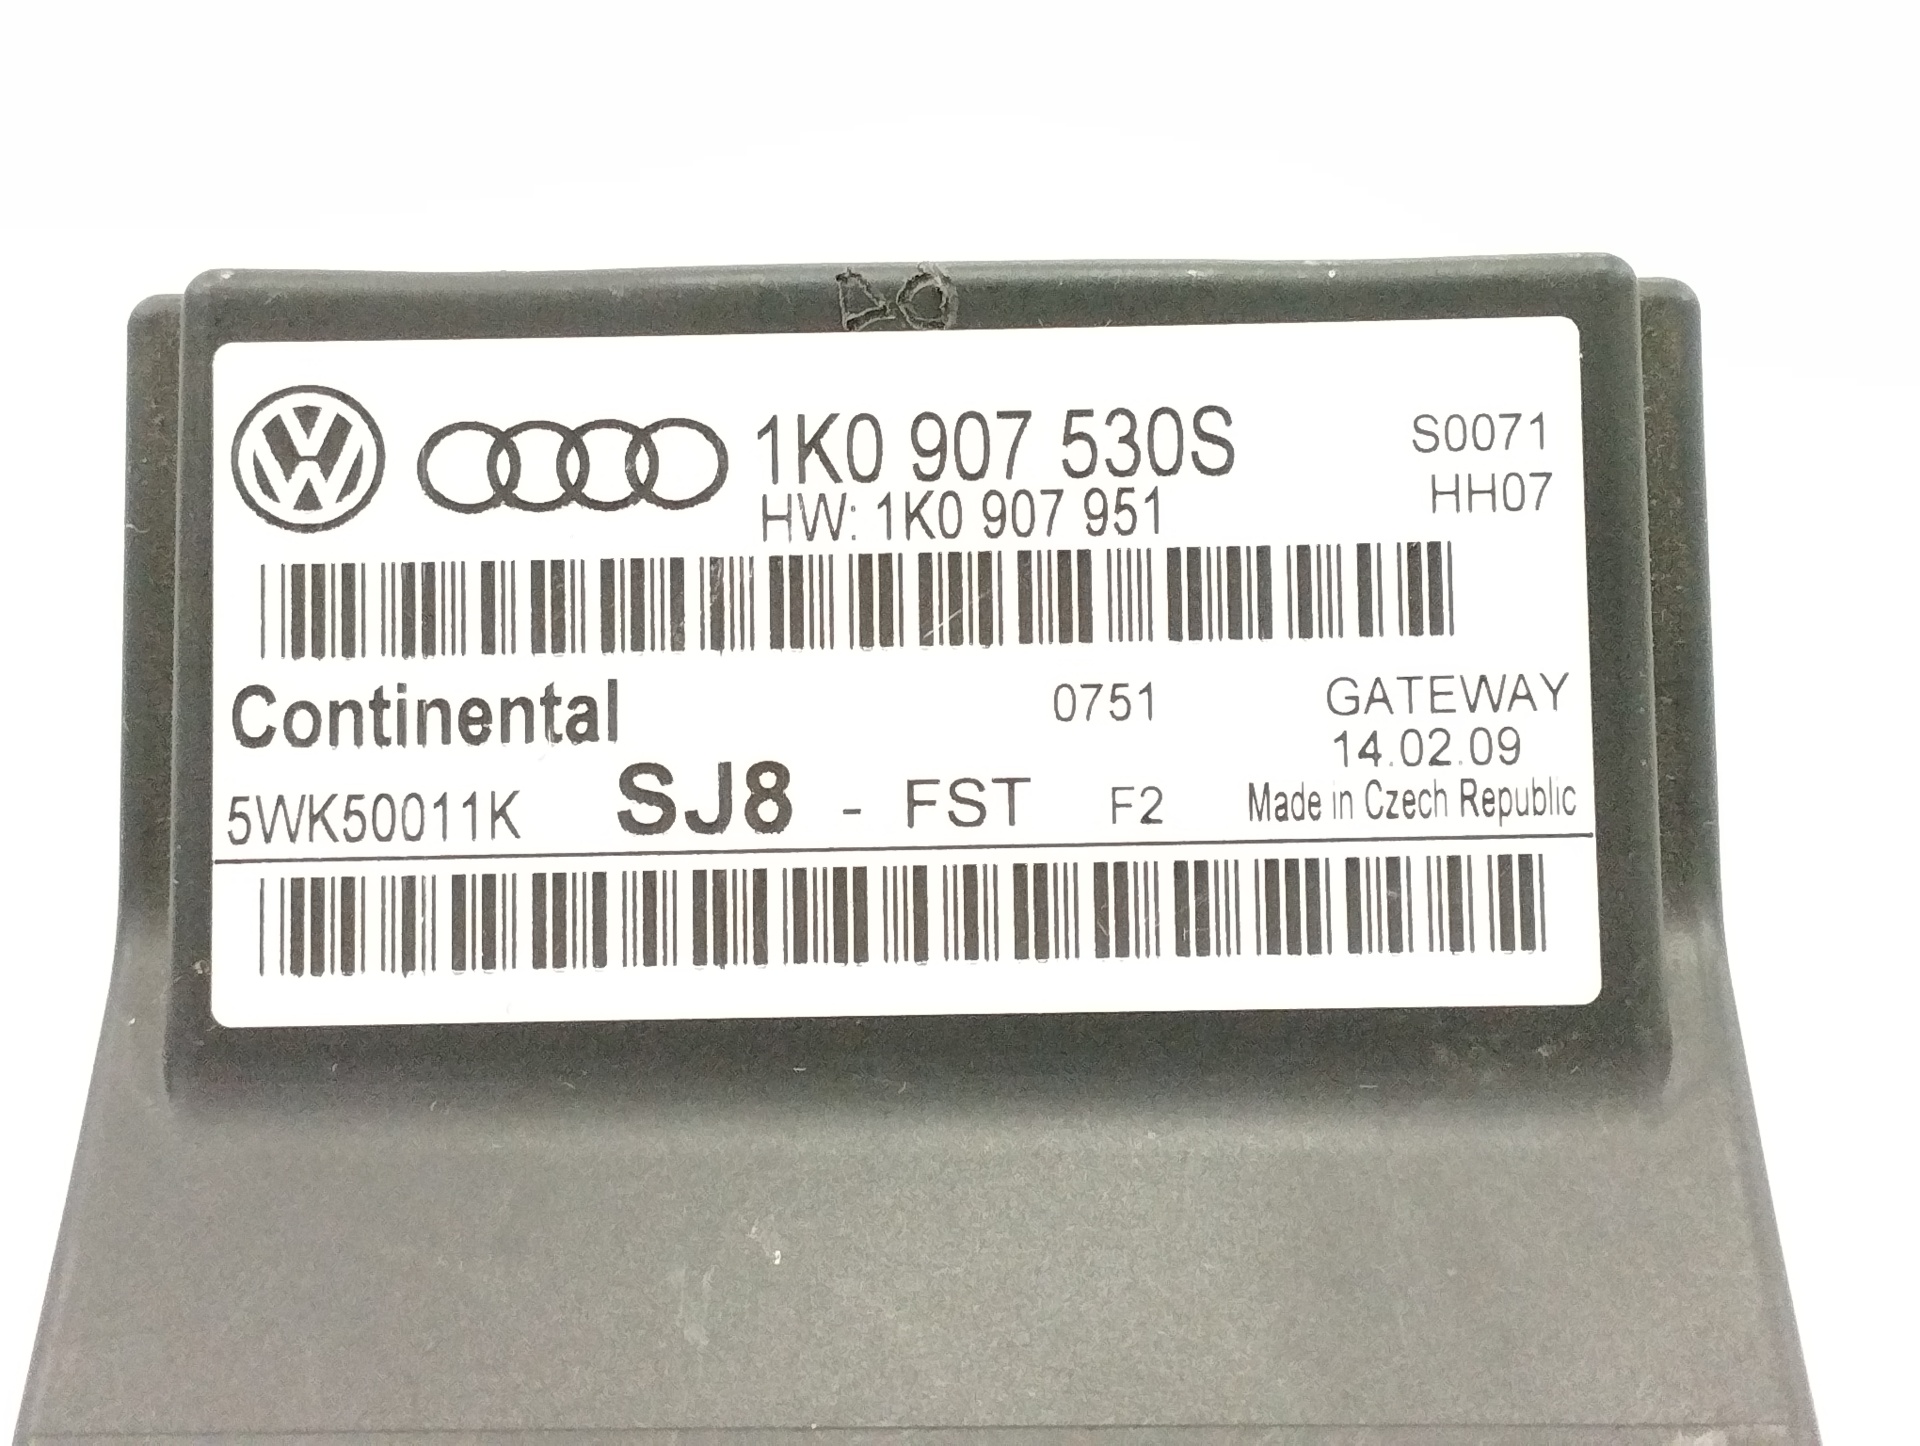 1K0 907 530S
S0071
HW: 1K0 907 951
HH07
Continental
0751
GATEWAY
14.02.09
5WK50011K SJ8 - FST F2
Made in Czech Republic